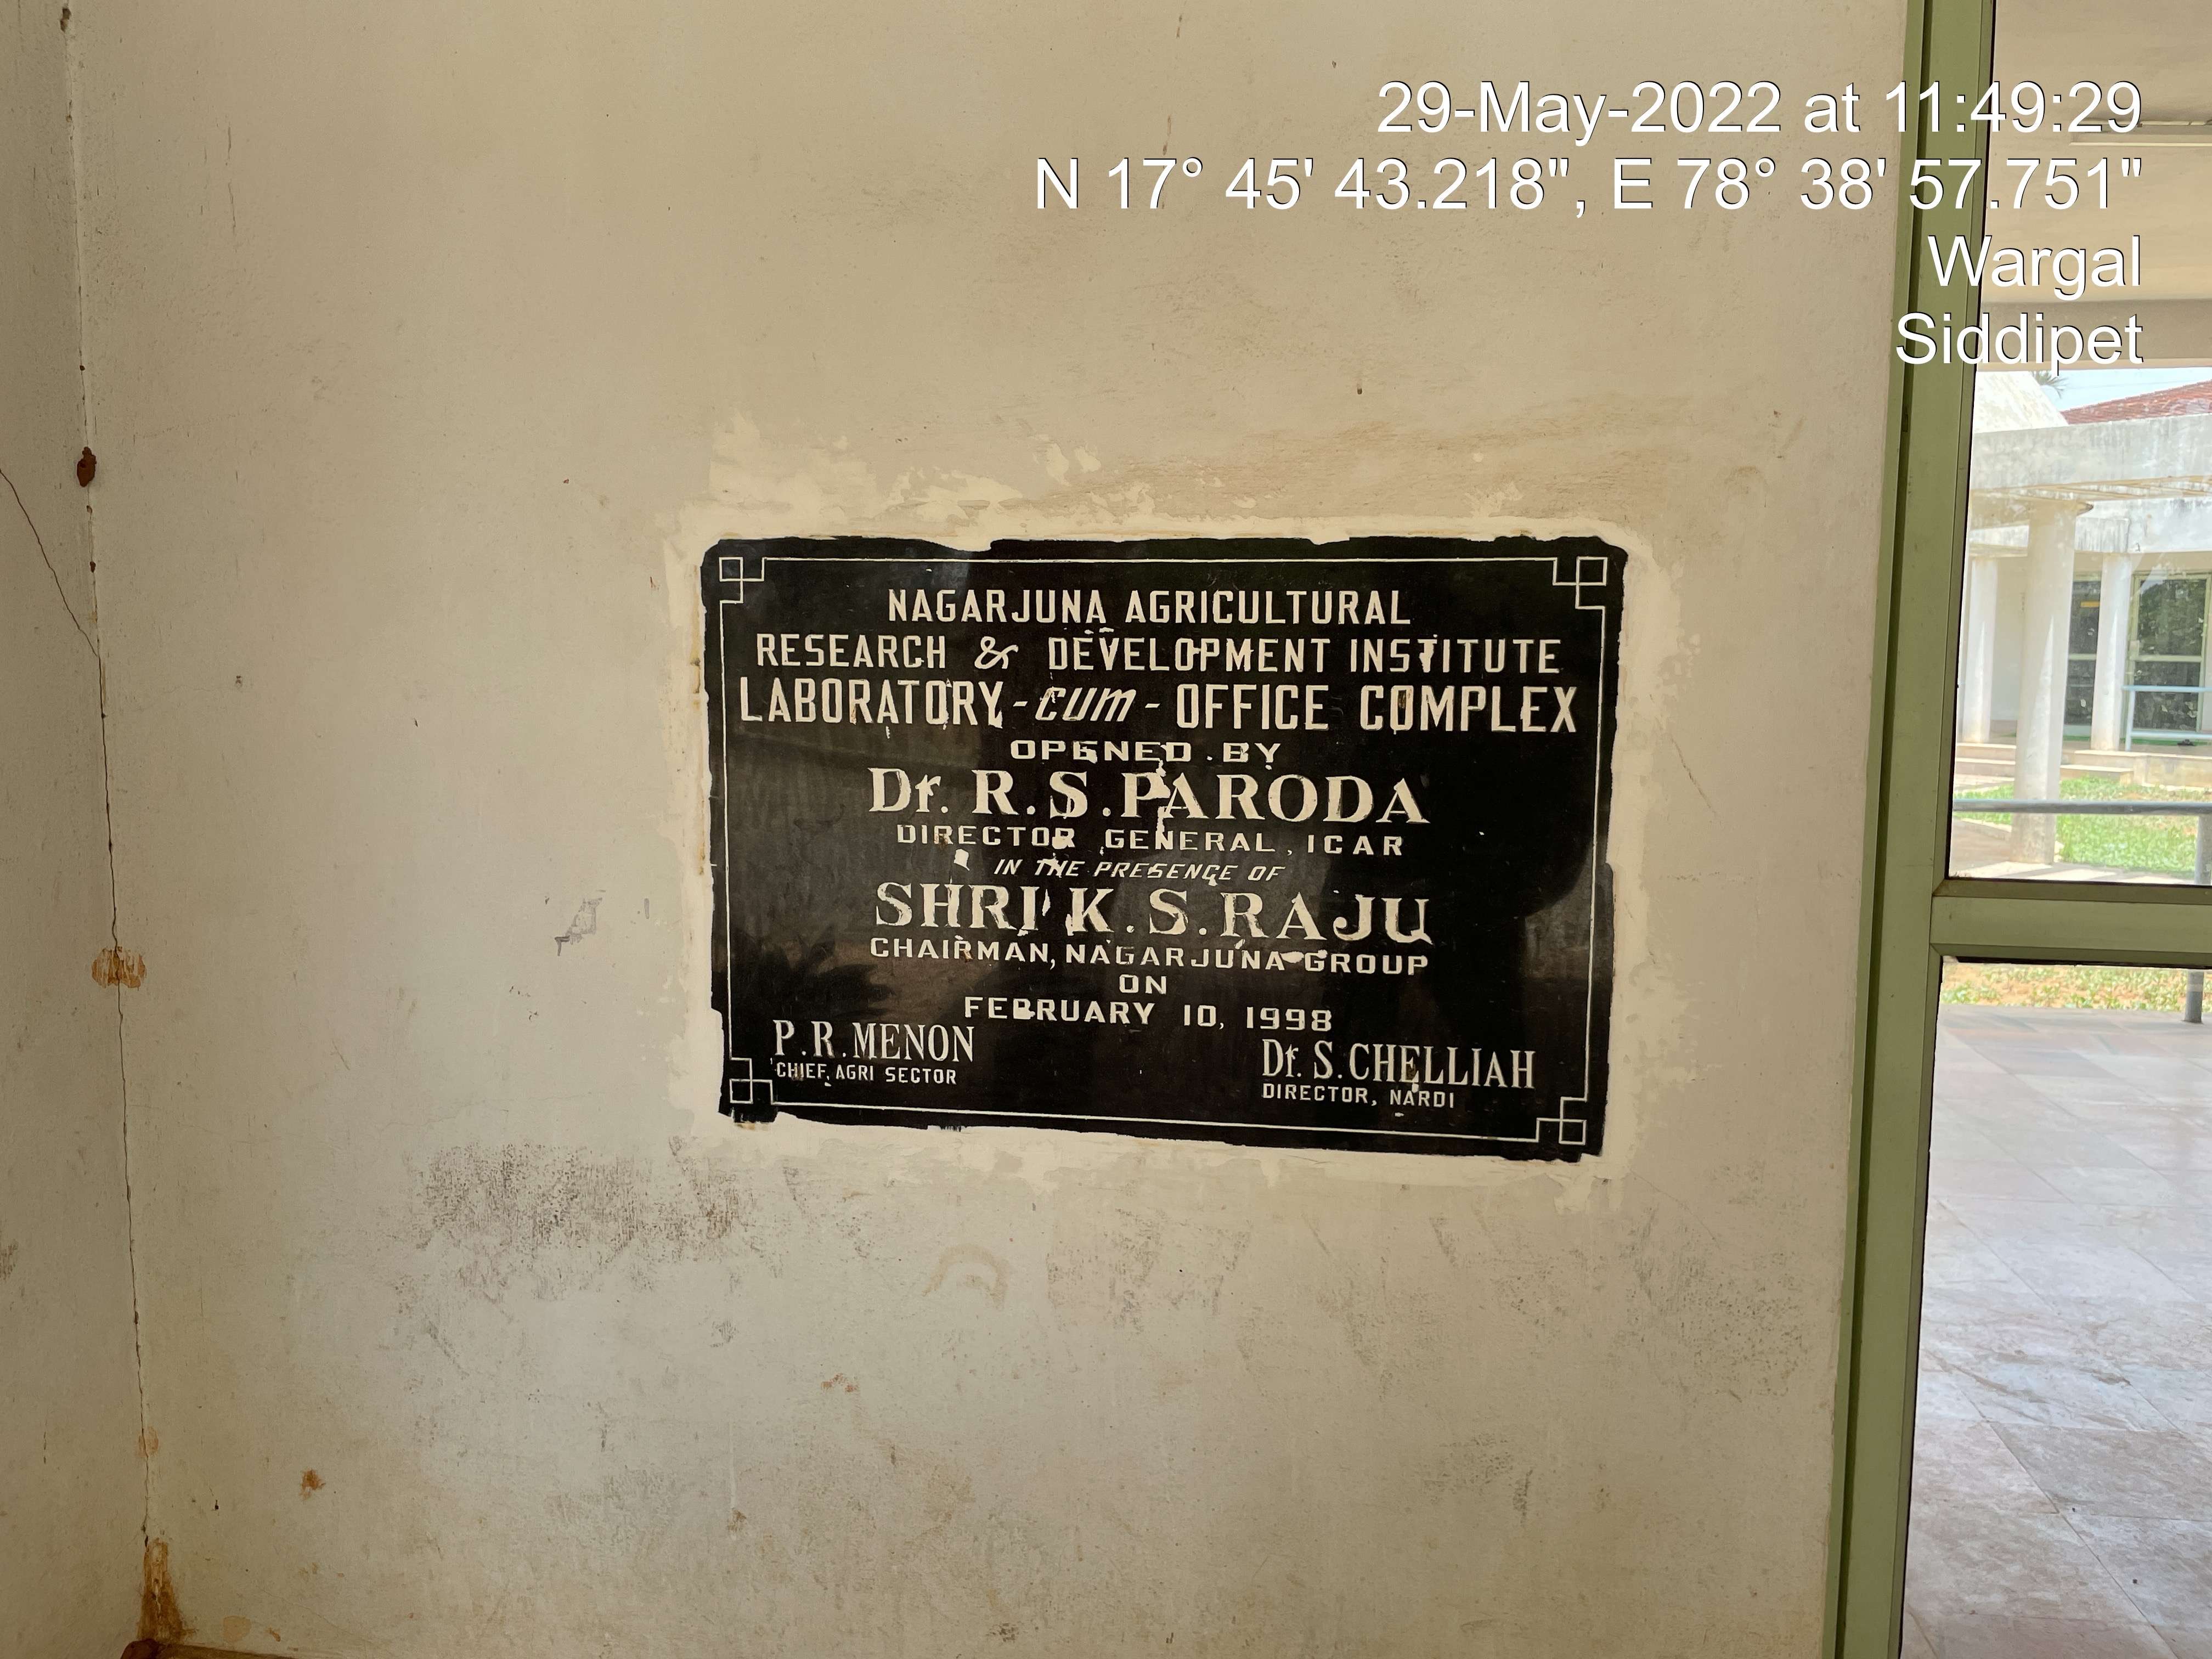 29-May-2022 at 11:49:29
N 17° 45' 43.218", E 78° 38' 57.751"
Wargal
Siddipet
NAGARJUNA AGRICULTURAL
RESEARCH & DEVELOPMENT INSTITUTE
LABORATORY - cum - OFFICE COMPLEX
OPENED BY
Dr. R.S.PARODA
DIRECTOR GENERAL, ICAR
IN THE PRESENCE OF
SHRI K.S.RAJU
CHAIRMAN, NAGARJUNA GROUP
ON
FEBRUARY 10, 1998
P.R.MENON
CHIEF, AGRI SECTOR
Dr. S.CHELLIAH
DIRECTOR, NARDI